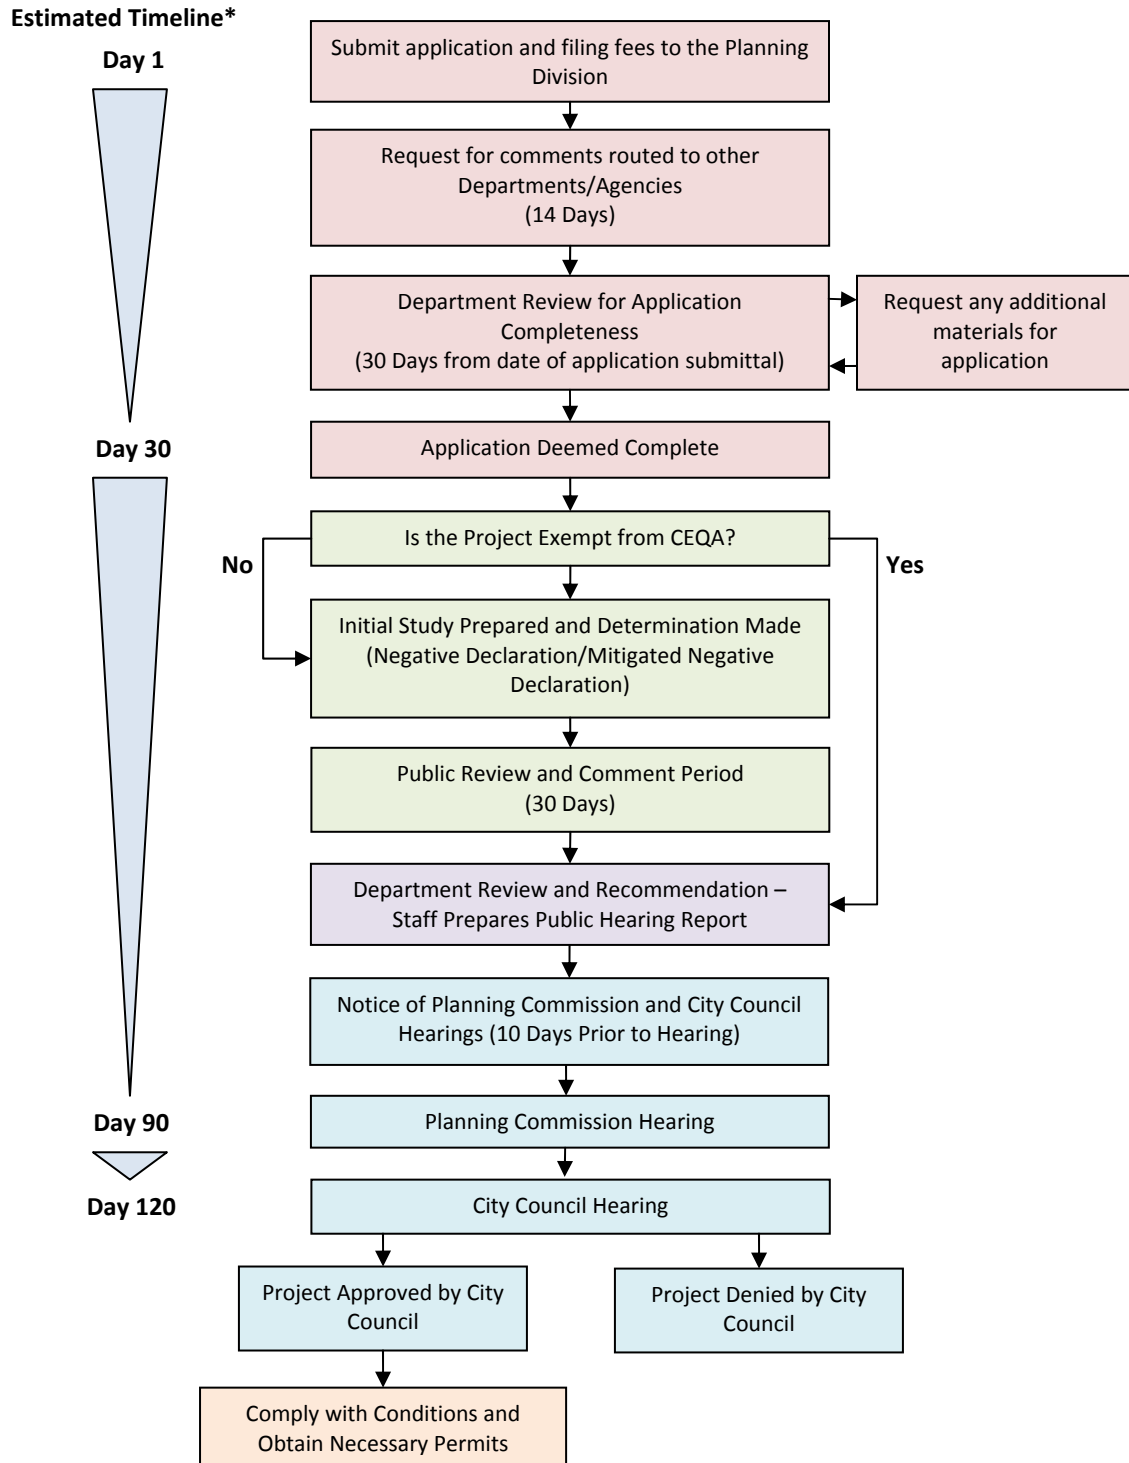 Estimated Timeline*
Day 1
Submit application and filing fees to the Planning
Division
Request for comments routed to other
Departments/Agencies
(14 Days)
Department Review for Application
Completeness
(30 Days from date of application submittal)
Request any additional
materials for
application
Day 30
Application Deemed Complete
Is the Project Exempt from CEQA?
No
Yes
Initial Study Prepared and Determination Made
(Negative Declaration/Mitigated Negative
Declaration)
Public Review and Comment Period
(30 Days)
Department Review and Recommendation –
Staff Prepares Public Hearing Report
Notice of Planning Commission and City Council
Hearings (10 Days Prior to Hearing)
Day 90
Planning Commission Hearing
Day 120
City Council Hearing
Project Approved by City
Council
Project Denied by City
Council
Comply with Conditions and
Obtain Necessary Permits